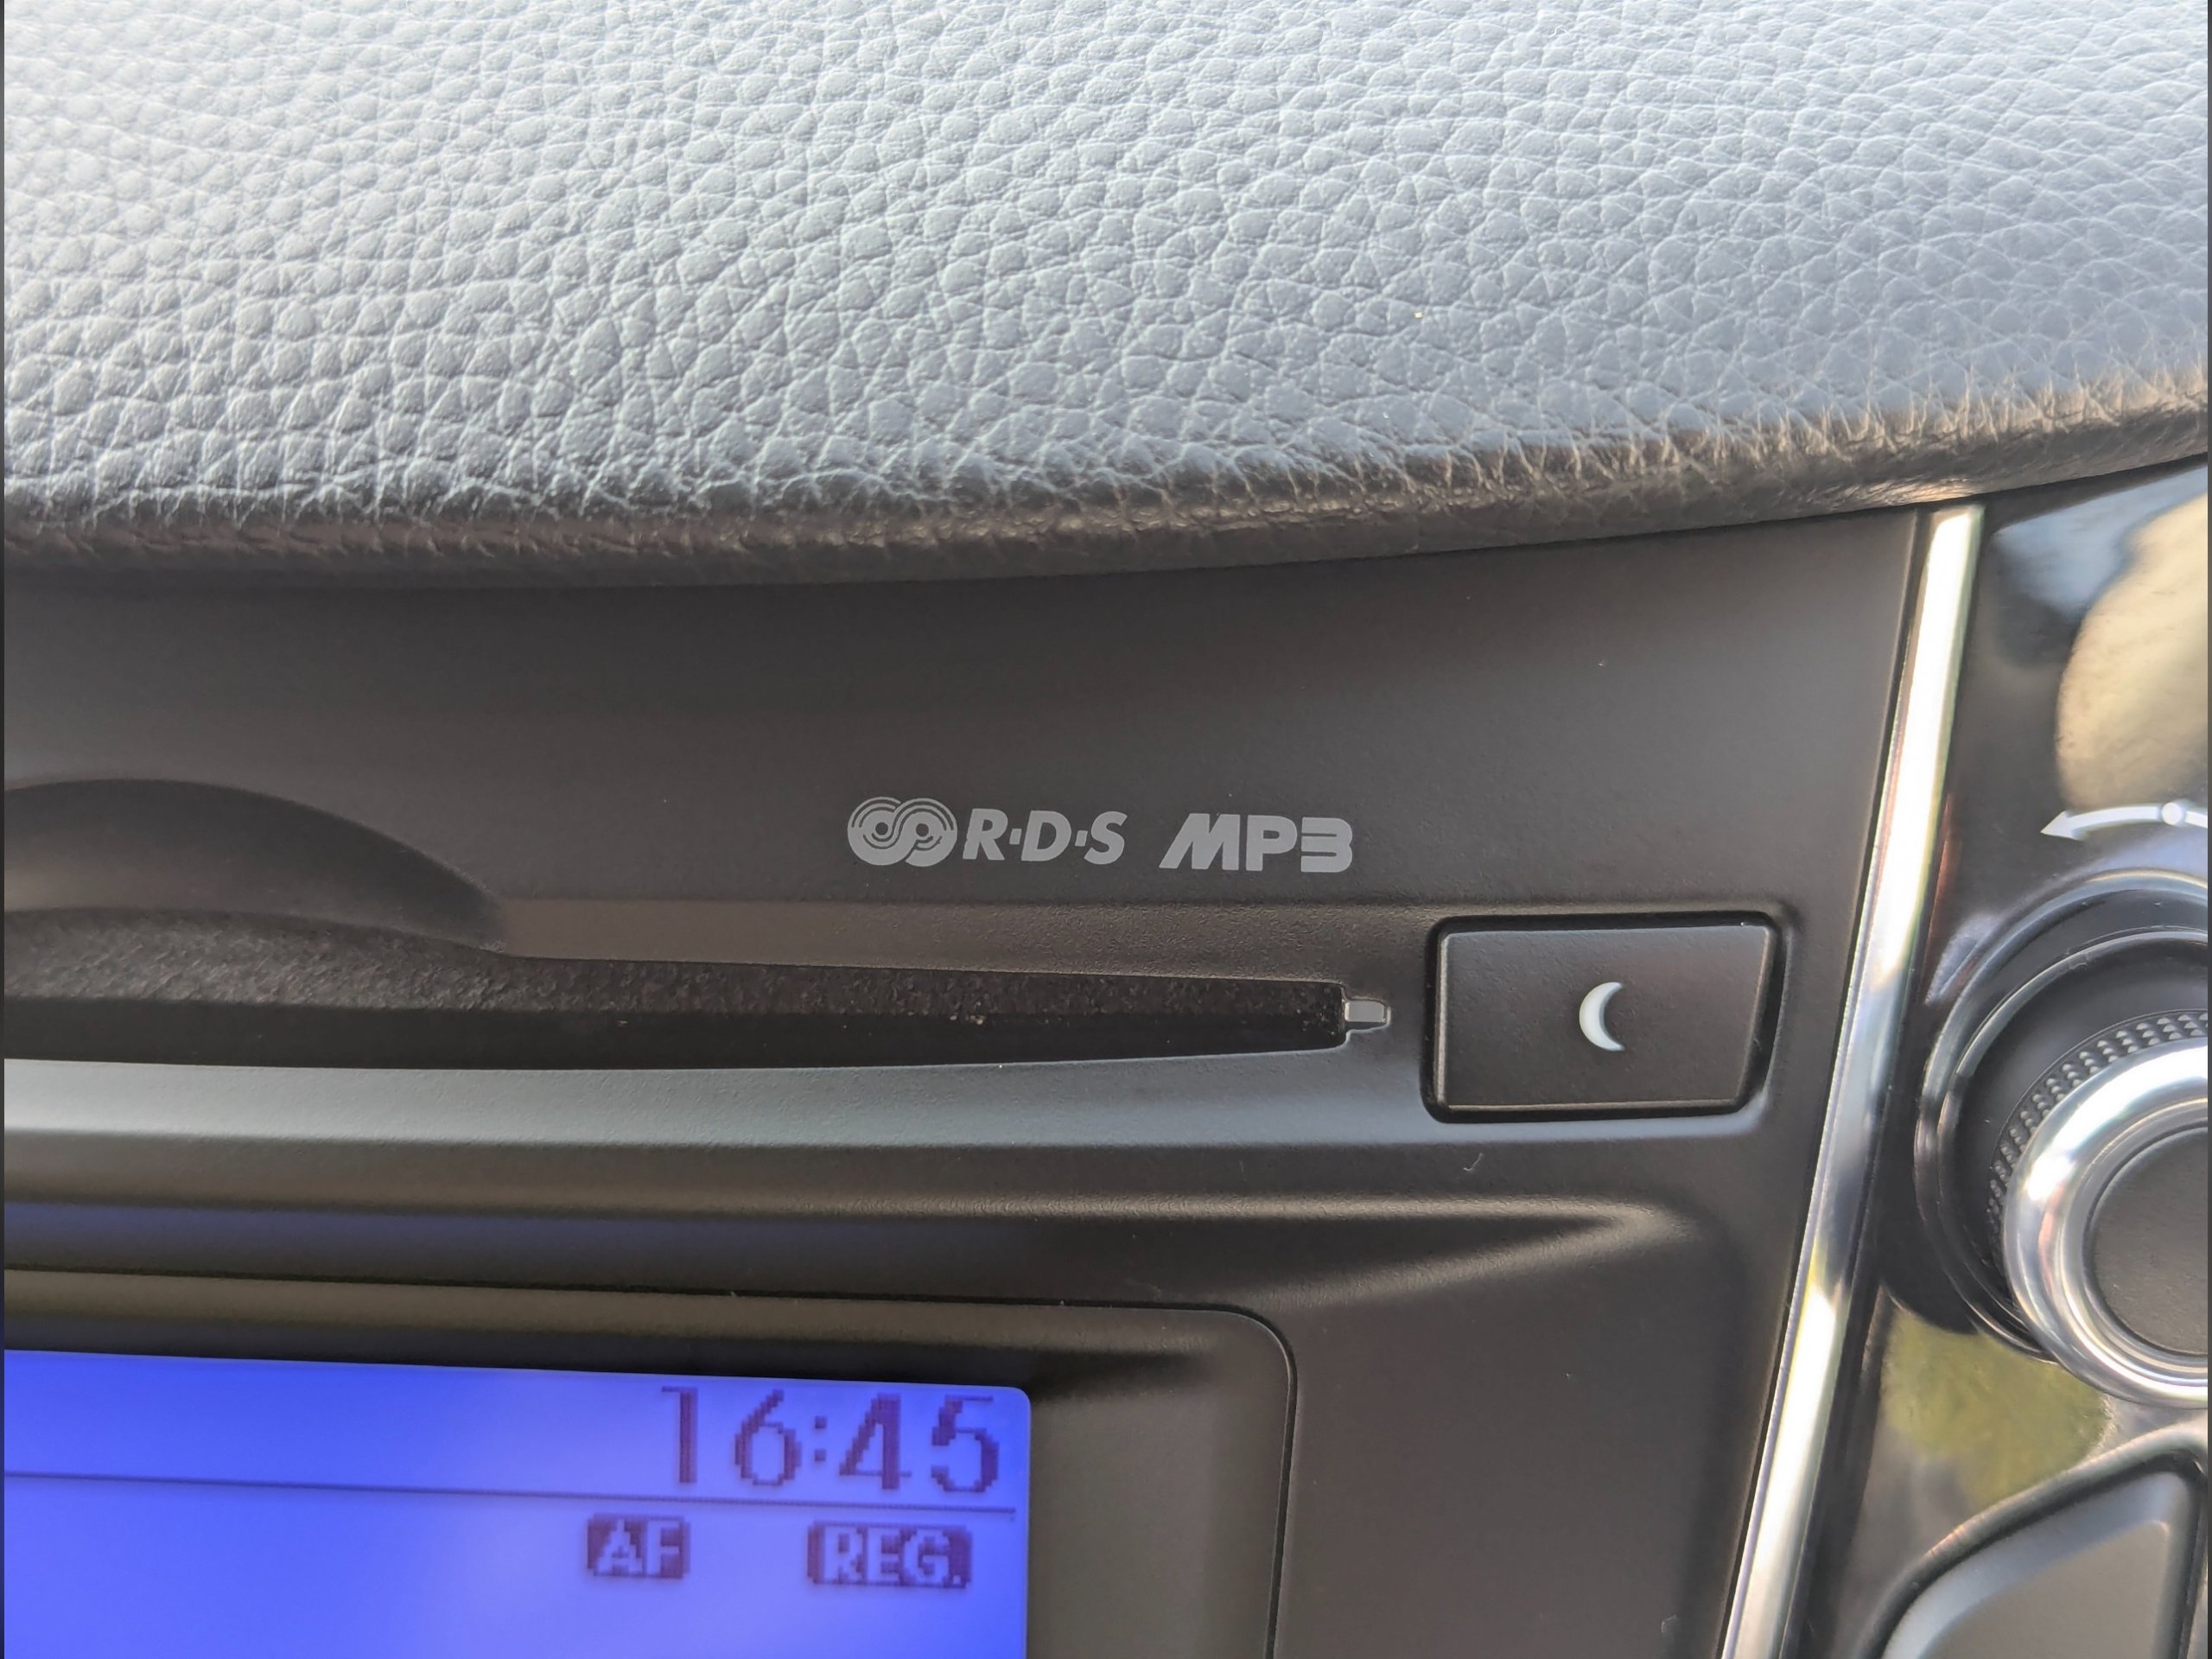 R·D·S MP3
16:45
AF REG.